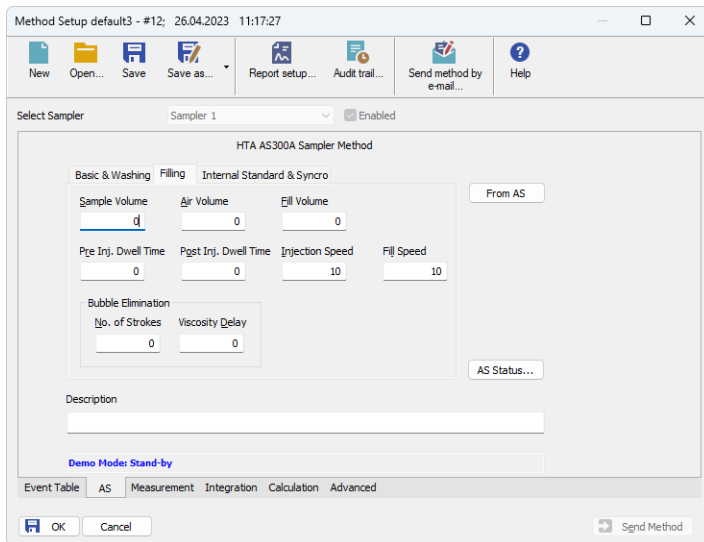 Method Setup default3 - #12; 26.04.2023 11:17:27
New Open... Save Save as... Report setup... Audit trail... Send method by e-mail... Help
Select Sampler Sampler 1 Enabled
HTA AS300A Sampler Method
Basic & Washing Filling Internal Standard & Syncro
From AS
Sample Volume Air Volume Fill Volume
0 0 0
Pre Inj. Dwell Time Post Inj. Dwell Time Injection Speed Fill Speed
0 0 10 10
Bubble Elimination
No. of Strokes Viscosity Delay
0 0
AS Status...
Description
Demo Mode: Stand-by
Event Table AS Measurement Integration Calculation Advanced
OK Cancel Send Method